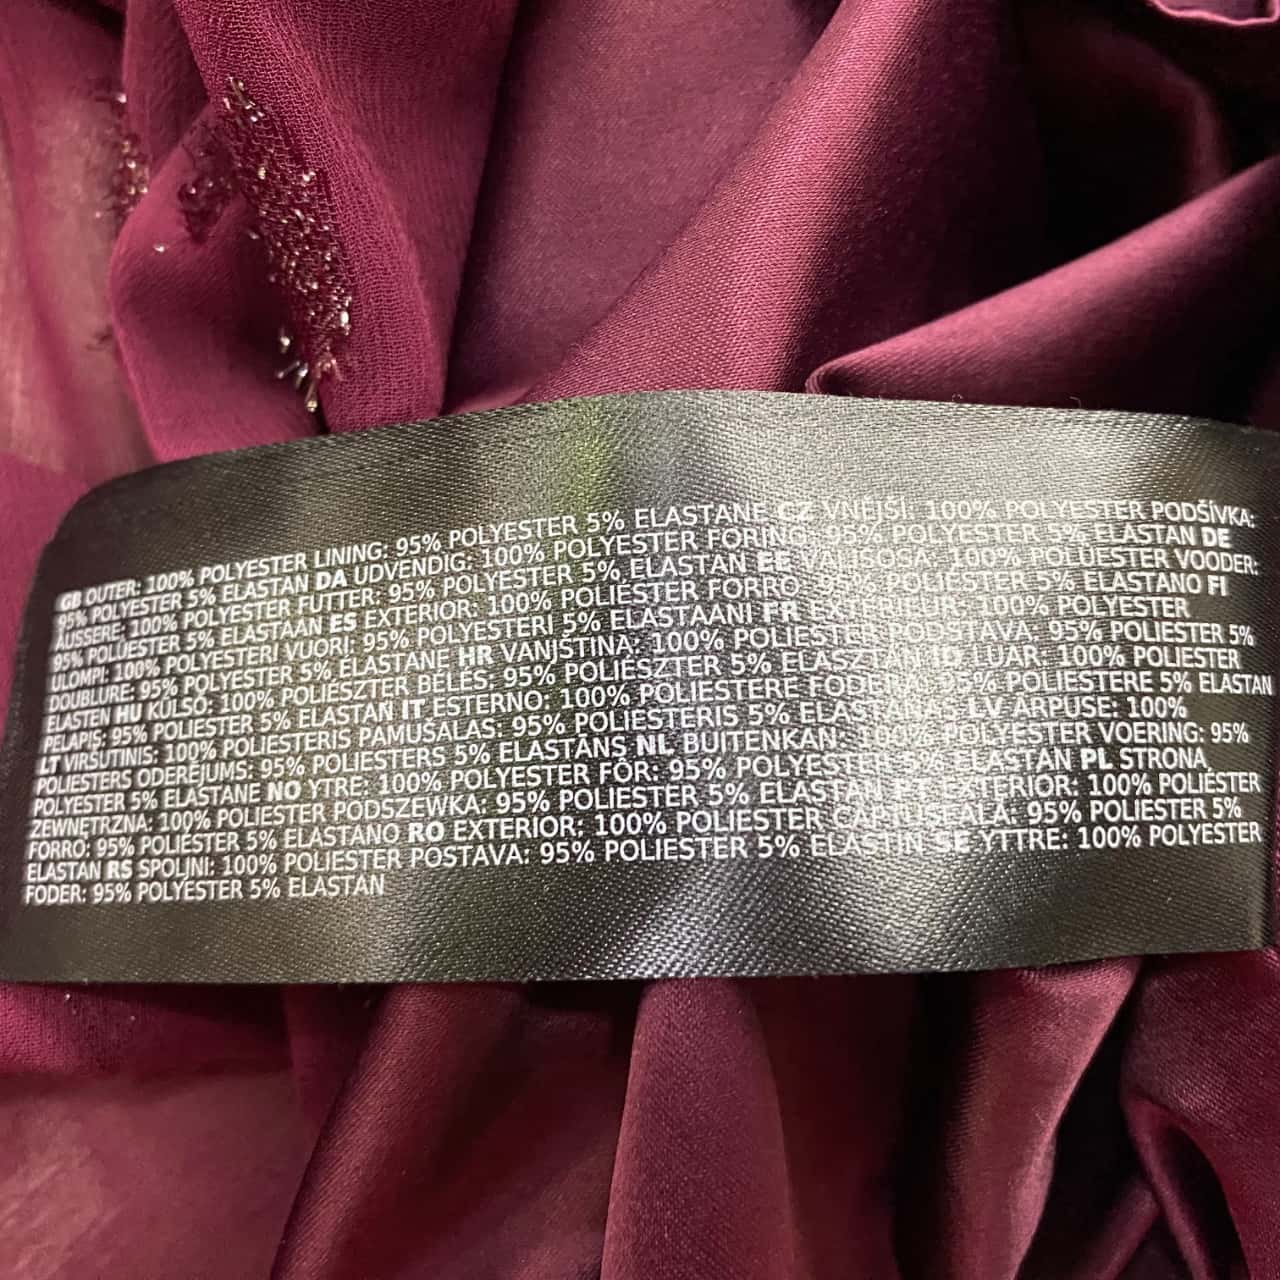 GB OUTER: 100% POLYESTER LINING: 95% POLYESTER 5% ELASTANE CZ VNĚJŠÍ: 100% POLYESTER PODŠÍVKA:
95% POLYESTER 5% ELASTAN DA UDVENDIG: 100% POLYESTER FORING: 95% POLYESTER 5% ELASTAN DE
ÄUSSERE: 100% POLYESTER FUTTER: 95% POLYESTER 5% ELASTAN EE VÄLISOSA: 100% POLÜESTER VOODER:
95% POLÜESTER 5% ELASTAAN ES EXTERIOR: 100% POLIÉSTER FORRO: 95% POLIÉSTER 5% ELASTANO FI
ULOMPI: 100% POLYESTERI VUORI: 95% POLYESTERI 5% ELASTAANI FR EXTÉRIEUR: 100% POLYESTER
DOUBLURE: 95% POLYESTER 5% ÉLASTANE HR VANJŠTINA: 100% POLIESTER PODSTAVA: 95% POLIESTER 5%
ELASTEN HU KÜLSŐ: 100% POLIÉSZTER BÉLÉS: 95% POLIÉSZTER 5% ELASZTÁN ID LUAR: 100% POLIESTER
PELAPIS: 95% POLIESTER 5% ELASTAN IT ESTERNO: 100% POLIESTERE FODERA: 95% POLIESTERE 5% ELASTAN
LT VIRŠUTINIS: 100% POLIESTERIS PAMUŠALAS: 95% POLIESTERIS 5% ELASTANAS LV ĀRPUSE: 100%
POLIESTERS ODERĒJUMS: 95% POLIESTERS 5% ELASTĀNS NL BUITENKAN: 100% POLYESTER VOERING: 95%
POLYESTER 5% ELASTANE NO YTRE: 100% POLYESTER FÔR: 95% POLYESTER 5% ELASTAN PL STRONA
ZEWNĘTRZNA: 100% POLIESTER PODSZEWKA: 95% POLIESTER 5% ELASTAN PT EXTERIOR: 100% POLIÉSTER
FORRO: 95% POLIÉSTER 5% ELASTANO RO EXTERIOR: 100% POLIESTER CĂPTUŞEALĂ: 95% POLIESTER 5%
ELASTAN RS SPOLJNI: 100% POLIESTER POSTAVA: 95% POLIESTER 5% ELASTIN SE YTTRE: 100% POLYESTER
FODER: 95% POLYESTER 5% ELASTAN